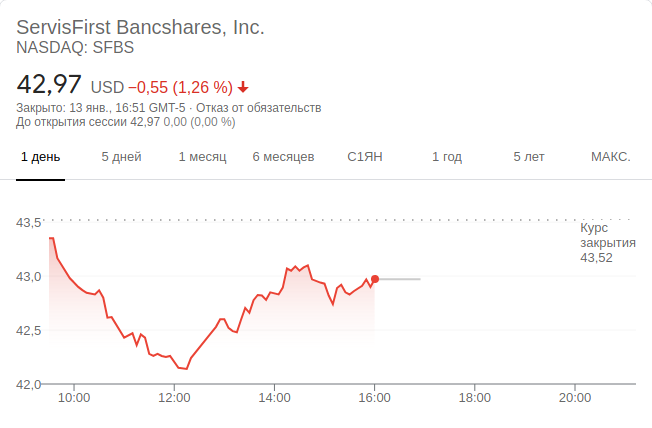 ServisFirst Bancshares, Inc.
NASDAQ: SFBS
42,97 USD −0,55 (1,26 %)
Закрыто: 13 янв., 16:51 GMT-5 · Отказ от обязательств
До открытия сессии 42,97 0,00 (0,00 %)
1 день 5 дней 1 месяц 6 месяцев С1ЯН 1 год 5 лет МАКС.
43,5
Курс
закрытия
43,52
43,0
42,5
42,0
10:00 12:00 14:00 16:00 18:00 20:00